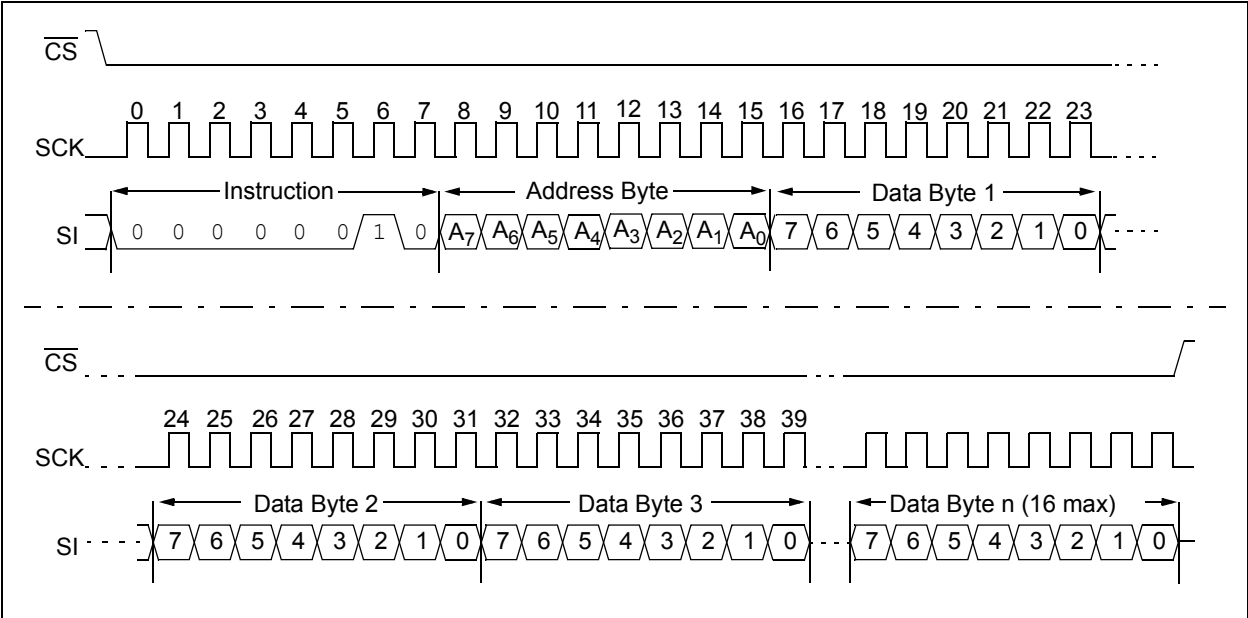 CS
0 1 2 3 4 5 6 7 8 9 10 11 12 13 14 15 16 17 18 19 20 21 22 23
SCK
Instruction Address Byte Data Byte 1
SI 0 0 0 0 0 0 1 0 A7 A6 A5 A4 A3 A2 A1 A0 7 6 5 4 3 2 1 0
CS
24 25 26 27 28 29 30 31 32 33 34 35 36 37 38 39
SCK
Data Byte 2 Data Byte 3 Data Byte n (16 max)
SI 7 6 5 4 3 2 1 0 7 6 5 4 3 2 1 0 7 6 5 4 3 2 1 0